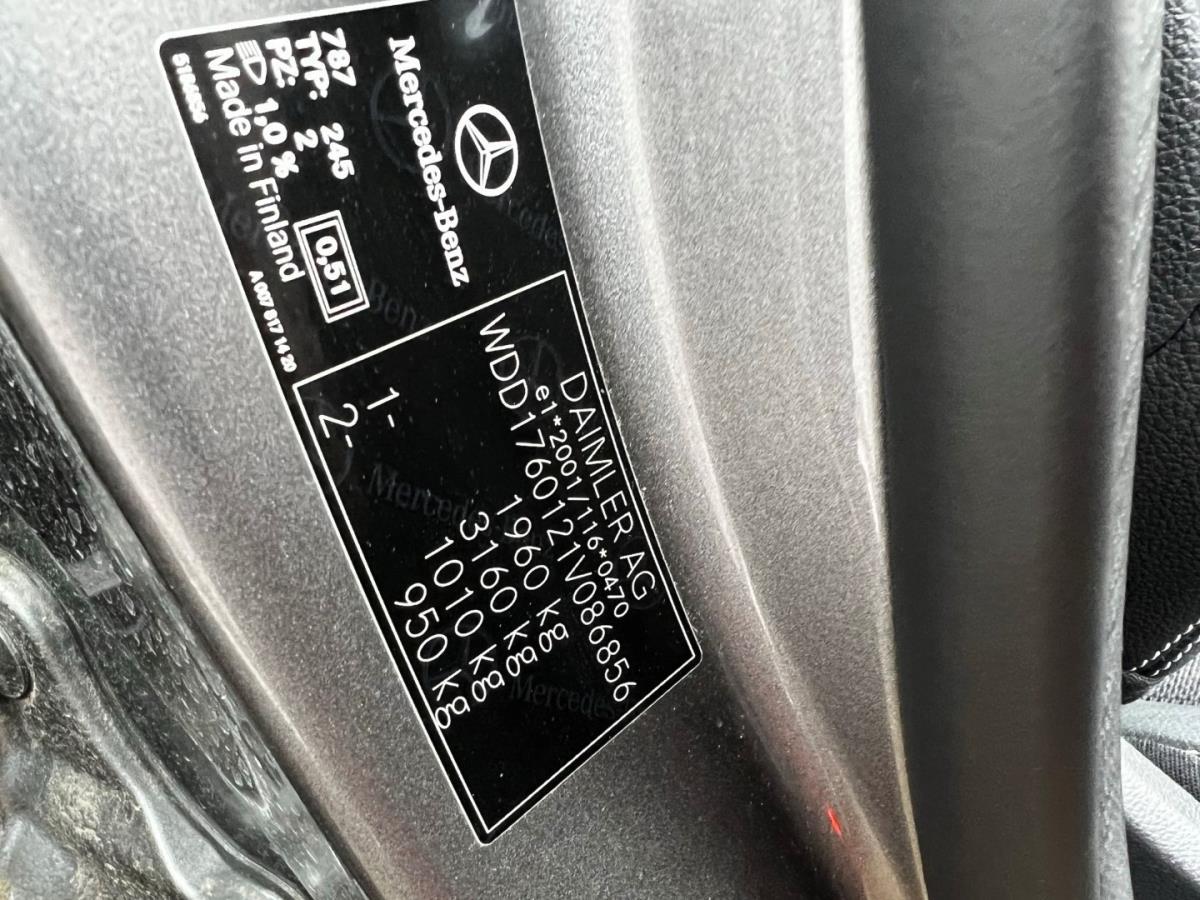 Mercedes-Benz
787
TYP: 245
PZ: 2
1,0 %
0,51
Made in Finland
A 007 817 14 20
DAIMLER AG
e1*2001/116*0470
WDD1760121V086856
1960 kg
3160 kg
1- 1010 kg
2- 950 kg